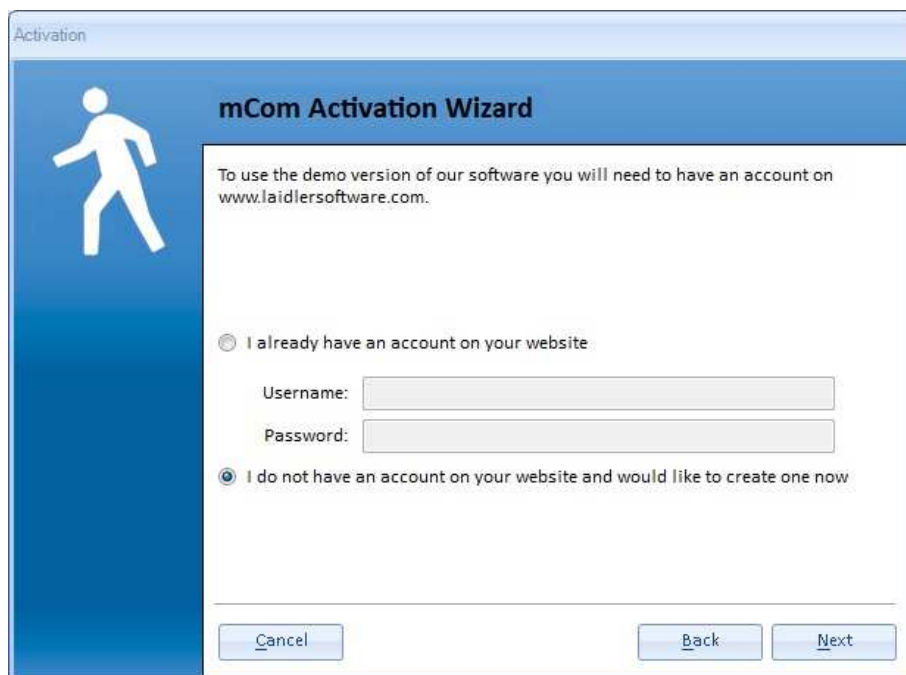 Activation
mCom Activation Wizard
To use the demo version of our software you will need to have an account on
www.laidlersoftware.com.
I already have an account on your website
Username:
Password:
I do not have an account on your website and would like to create one now
Cancel
Back
Next